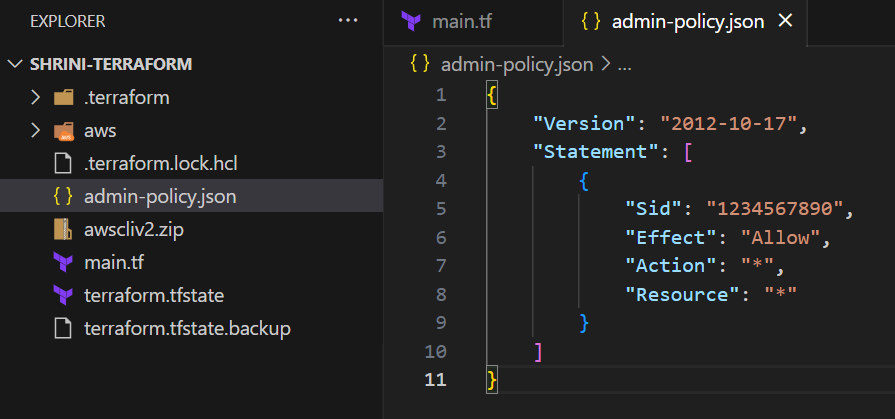 EXPLORER
SHRINI-TERRAFORM
.terraform
aws
.terraform.lock.hcl
admin-policy.json
awscliv2.zip
main.tf
terraform.tfstate
terraform.tfstate.backup
main.tf
{} admin-policy.json
{} admin-policy.json > ...
1 {
2     "Version": "2012-10-17",
3     "Statement": [
4         {
5             "Sid": "1234567890",
6             "Effect": "Allow",
7             "Action": "*",
8             "Resource": "*"
9         }
10     ]
11 }